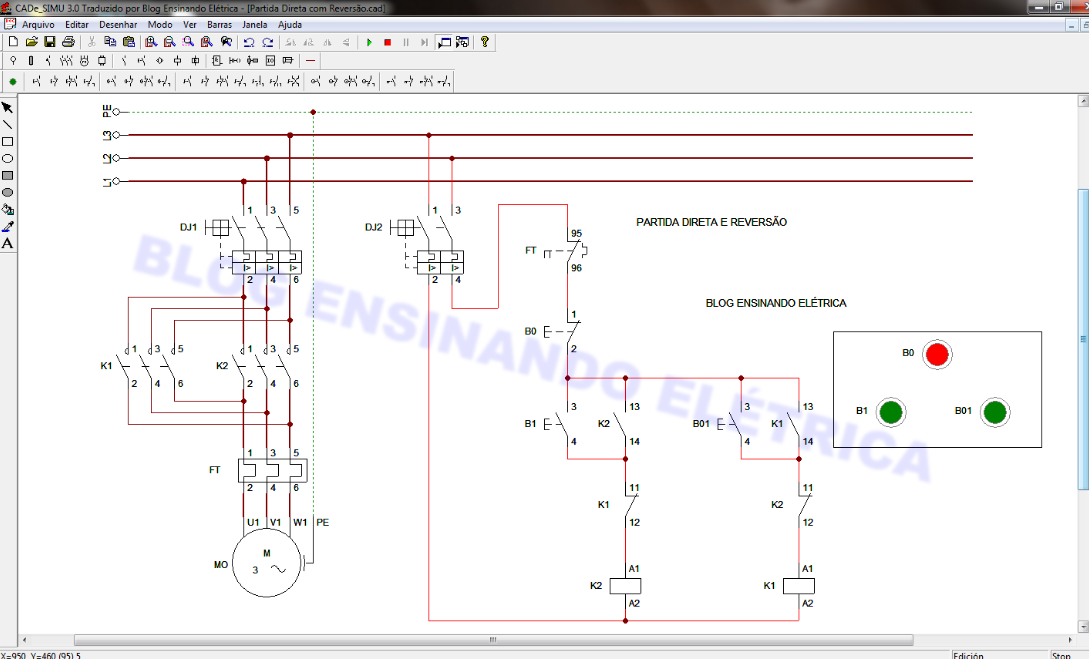 CADe_SIMU 3.0 Traduzido por Blog Ensinando Elétrica - [Partida Direta com Reversão.cad]
Arquivo Editar Desenhar Modo Ver Barras Janela Ajuda
PE
L3
L2
L1
DJ1 1 3 5
I> I> I>
2 4 6
DJ2 1 3
I> I>
2 4
PARTIDA DIRETA E REVERSÃO
95
FT
96
BLOG ENSINANDO ELÉTRICA
BLOG ENSINANDO ELÉTRICA
1
B0
2
K1 1 3 5
2 4 6
K2 1 3 5
2 4 6
B0
B1 B01
3 13 3 13
B1 K2 B01 K1
4 14 4 14
FT 1 3 5
2 4 6
11 11
K1 K2
12 12
U1 V1 W1 PE
M
MO 3
A1 A1
K2 K1
A2 A2
X=950 Y=460 (95) 5 Edición Stop